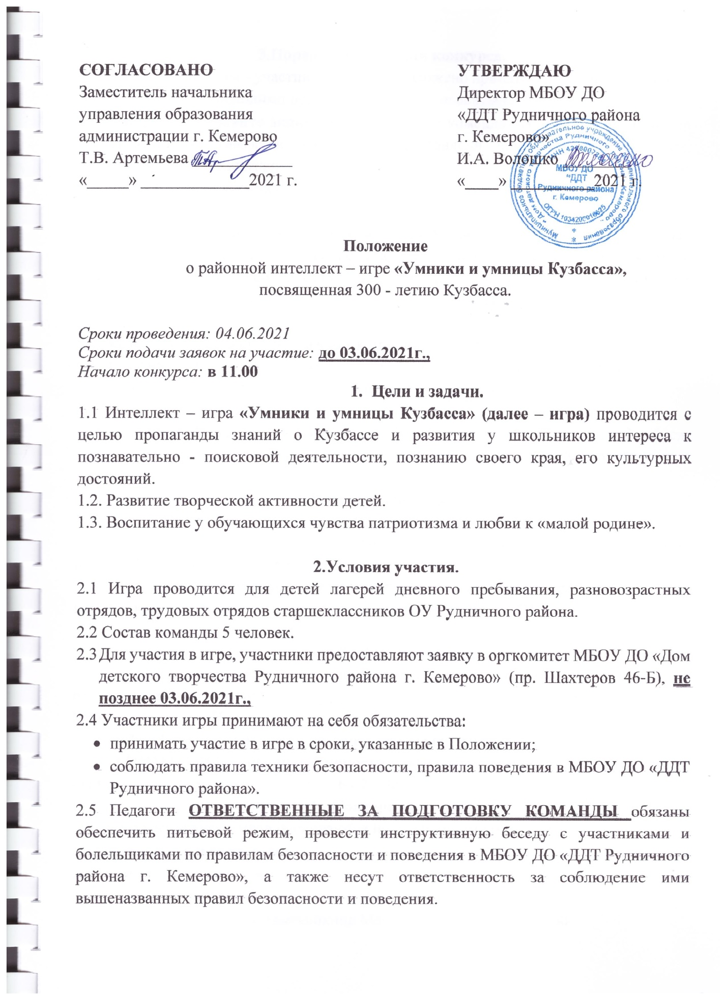 СОГЛАСОВАНО
Заместитель начальника
управления образования
администрации г. Кемерово
Т.В. Артемьева
«_____» _____________2021 г.
УТВЕРЖДАЮ
Директор МБОУ ДО
«ДДТ Рудничного района
г. Кемерово»
И.А. Волошко
«____» __________2021 г.
МБОУ ДО
"ДДТ
Рудничного района
г. Кемерово
Положение
о районной интеллект – игре «Умники и умницы Кузбасса»,
посвященная 300 - летию Кузбасса.
Сроки проведения: 04.06.2021
Сроки подачи заявок на участие: до 03.06.2021г.,
Начало конкурса: в 11.00
1. Цели и задачи.
1.1 Интеллект – игра «Умники и умницы Кузбасса» (далее – игра) проводится с
целью пропаганды знаний о Кузбассе и развития у школьников интереса к
познавательно - поисковой деятельности, познанию своего края, его культурных
достояний.
1.2. Развитие творческой активности детей.
1.3. Воспитание у обучающихся чувства патриотизма и любви к «малой родине».
2.Условия участия.
2.1 Игра проводится для детей лагерей дневного пребывания, разновозрастных
отрядов, трудовых отрядов старшеклассников ОУ Рудничного района.
2.2 Состав команды 5 человек.
2.3 Для участия в игре, участники предоставляют заявку в оргкомитет МБОУ ДО «Дом
детского творчества Рудничного района г. Кемерово» (пр. Шахтеров 46-Б), не
позднее 03.06.2021г.,
2.4 Участники игры принимают на себя обязательства:
• принимать участие в игре в сроки, указанные в Положении;
• соблюдать правила техники безопасности, правила поведения в МБОУ ДО «ДДТ
Рудничного района».
2.5 Педагоги ОТВЕТСТВЕННЫЕ ЗА ПОДГОТОВКУ КОМАНДЫ обязаны
обеспечить питьевой режим, провести инструктивную беседу с участниками и
болельщиками по правилам безопасности и поведения в МБОУ ДО «ДДТ Рудничного
района г. Кемерово», а также несут ответственность за соблюдение ими
вышеназванных правил безопасности и поведения.